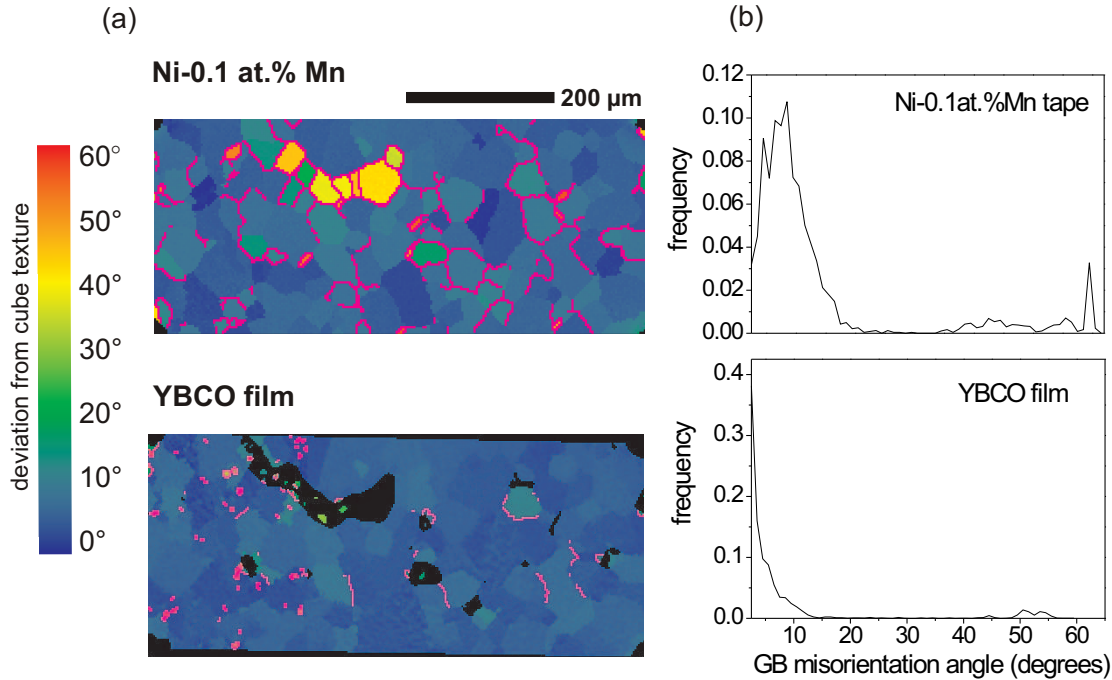 (a)
Ni-0.1 at.% Mn
200 µm
deviation from cube texture
60°
50°
40°
30°
20°
10°
0°
YBCO film
(b)
Ni-0.1at.%Mn tape
frequency
0.12
0.10
0.08
0.06
0.04
0.02
0.00
YBCO film
frequency
0.4
0.3
0.2
0.1
0.0
10 20 30 40 50 60
GB misorientation angle (degrees)